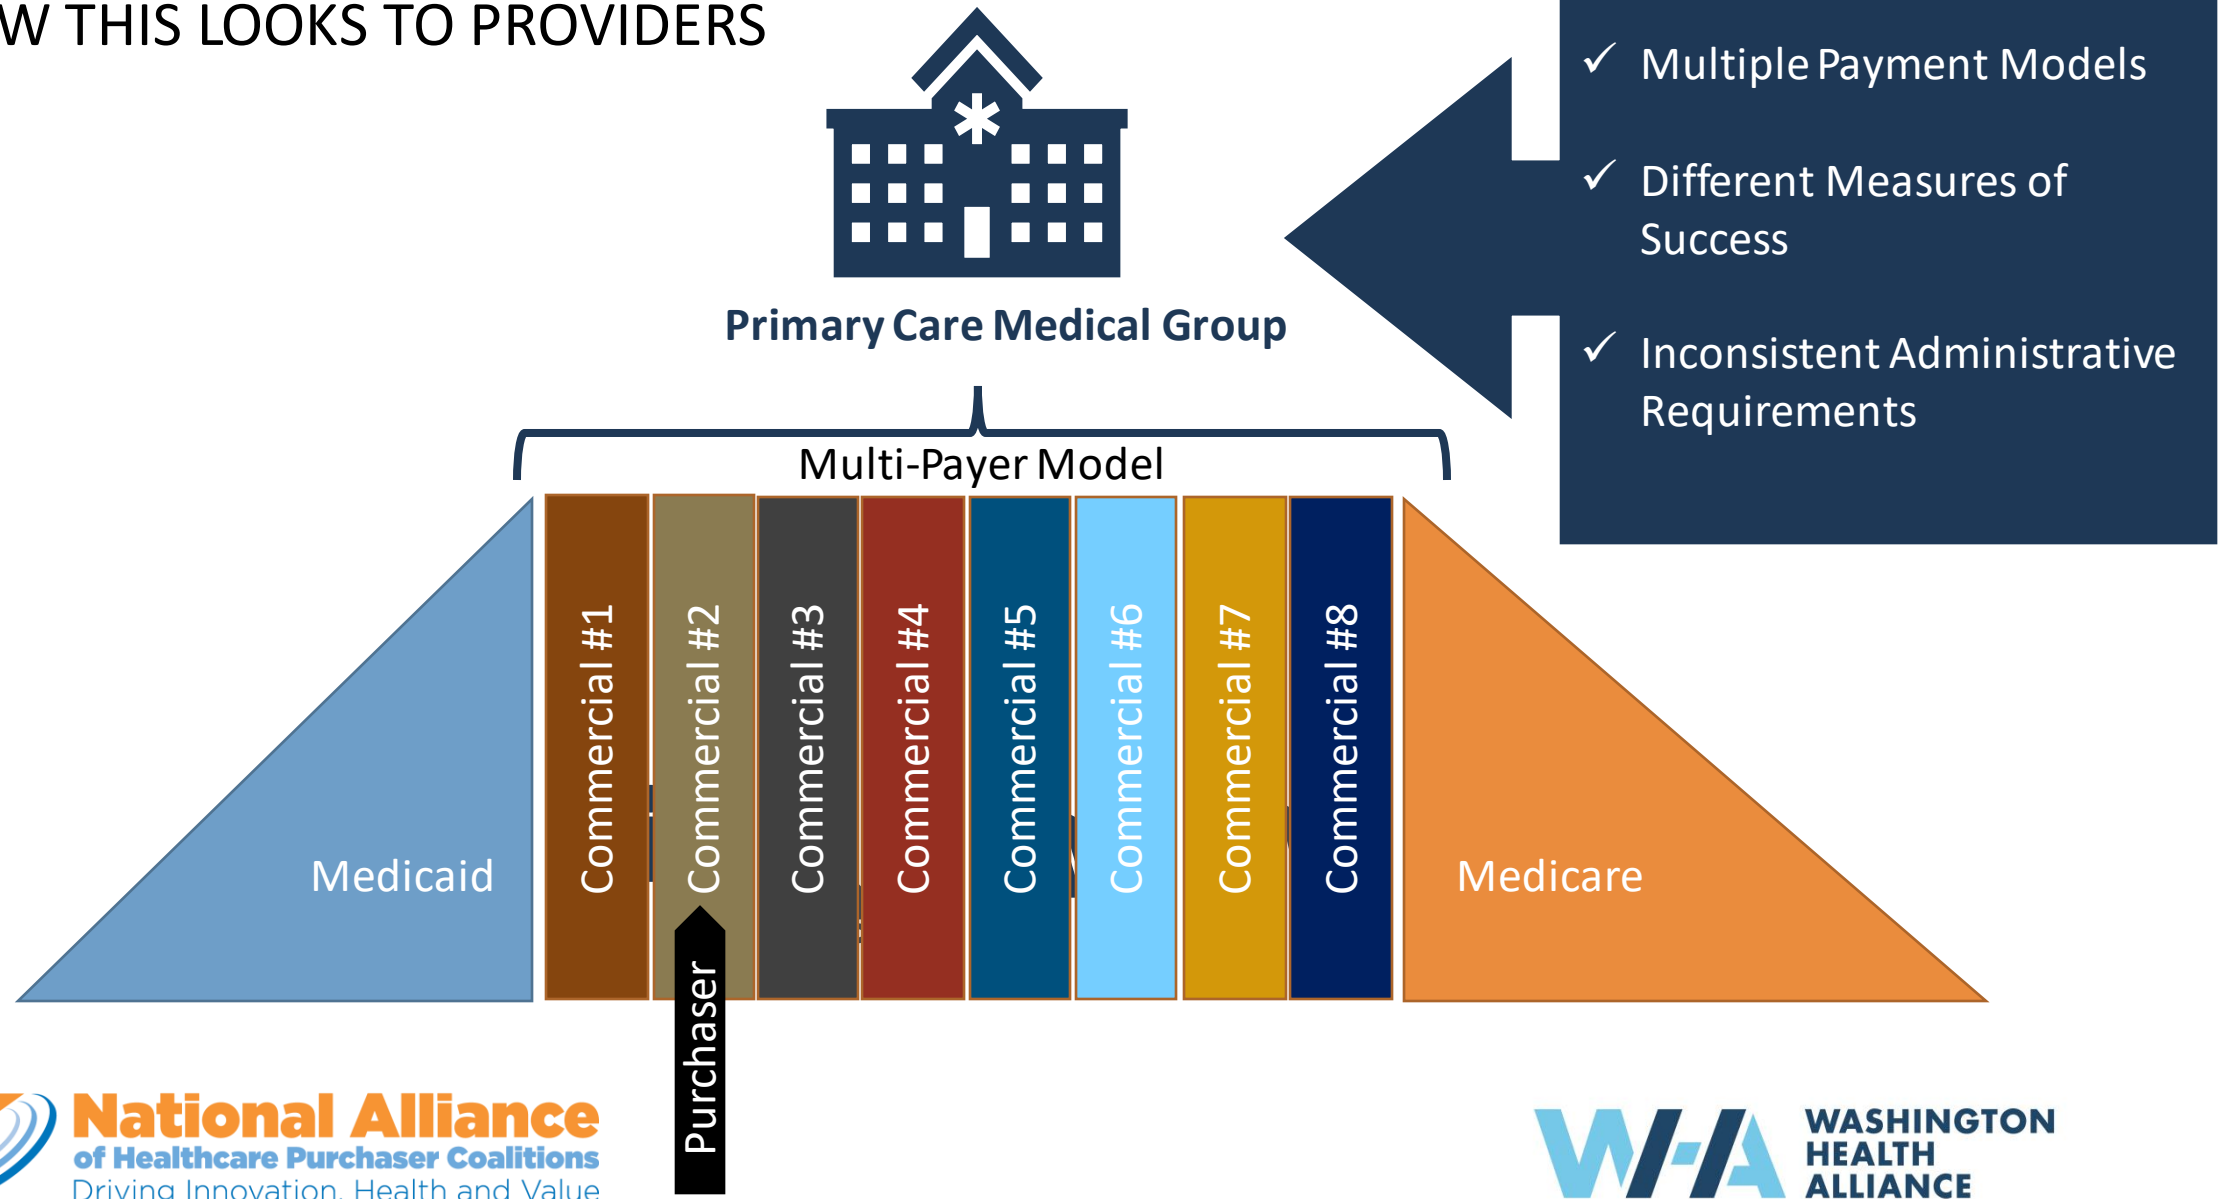 W THIS LOOKS TO PROVIDERS
✓ Multiple Payment Models
✓ Different Measures of
Success
✓ Inconsistent Administrative
Requirements
Primary Care Medical Group
Multi-Payer Model
Medicaid
Commercial #1
Commercial #2
Commercial #3
Commercial #4
Commercial #5
Commercial #6
Commercial #7
Commercial #8
Medicare
Purchaser
National Alliance
of Healthcare Purchaser Coalitions
Driving Innovation, Health and Value
WHA
WASHINGTON
HEALTH
ALLIANCE